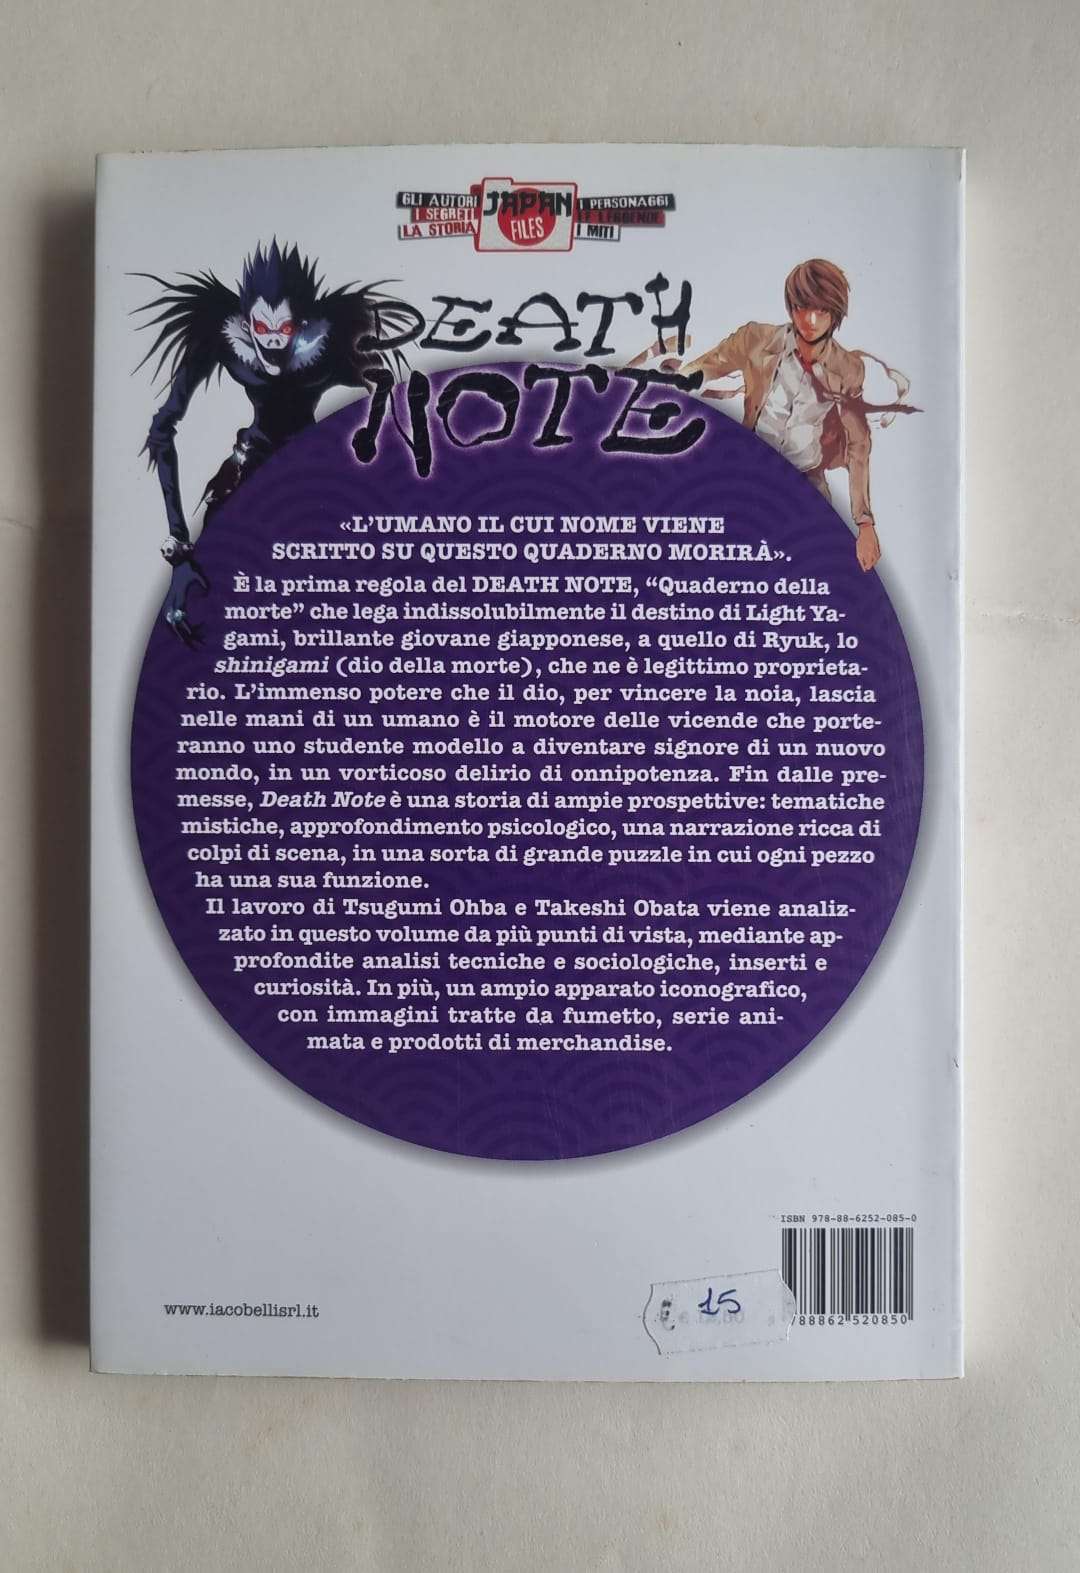 GLI AUTORI
I SEGRETI
LA STORIA
JAPAN
FILES
I PERSONAGGI
LE LEGGENDE
I MITI
DEATH
NOTE
«L'UMANO IL CUI NOME VIENE
SCRITTO SU QUESTO QUADERNO MORIRÀ».
È la prima regola del DEATH NOTE, “Quaderno della
morte” che lega indissolubilmente il destino di Light Ya-
gami, brillante giovane giapponese, a quello di Ryuk, lo
shinigami (dio della morte), che ne è legittimo proprieta-
rio. L'immenso potere che il dio, per vincere la noia, lascia
nelle mani di un umano è il motore delle vicende che porte-
ranno uno studente modello a diventare signore di un nuovo
mondo, in un vorticoso delirio di onnipotenza. Fin dalle pre-
messe, Death Note è una storia di ampie prospettive: tematiche
mistiche, approfondimento psicologico, una narrazione ricca di
colpi di scena, in una sorta di grande puzzle in cui ogni pezzo
ha una sua funzione.
Il lavoro di Tsugumi Ohba e Takeshi Obata viene analiz-
zato in questo volume da più punti di vista, mediante ap-
profondite analisi tecniche e sociologiche, inserti e
curiosità. In più, un ampio apparato iconografico,
con immagini tratte da fumetto, serie ani-
mata e prodotti di merchandise.
ISBN 978-88-6252-085-0
www.iacobellisrl.it
€ 15
788862 520850